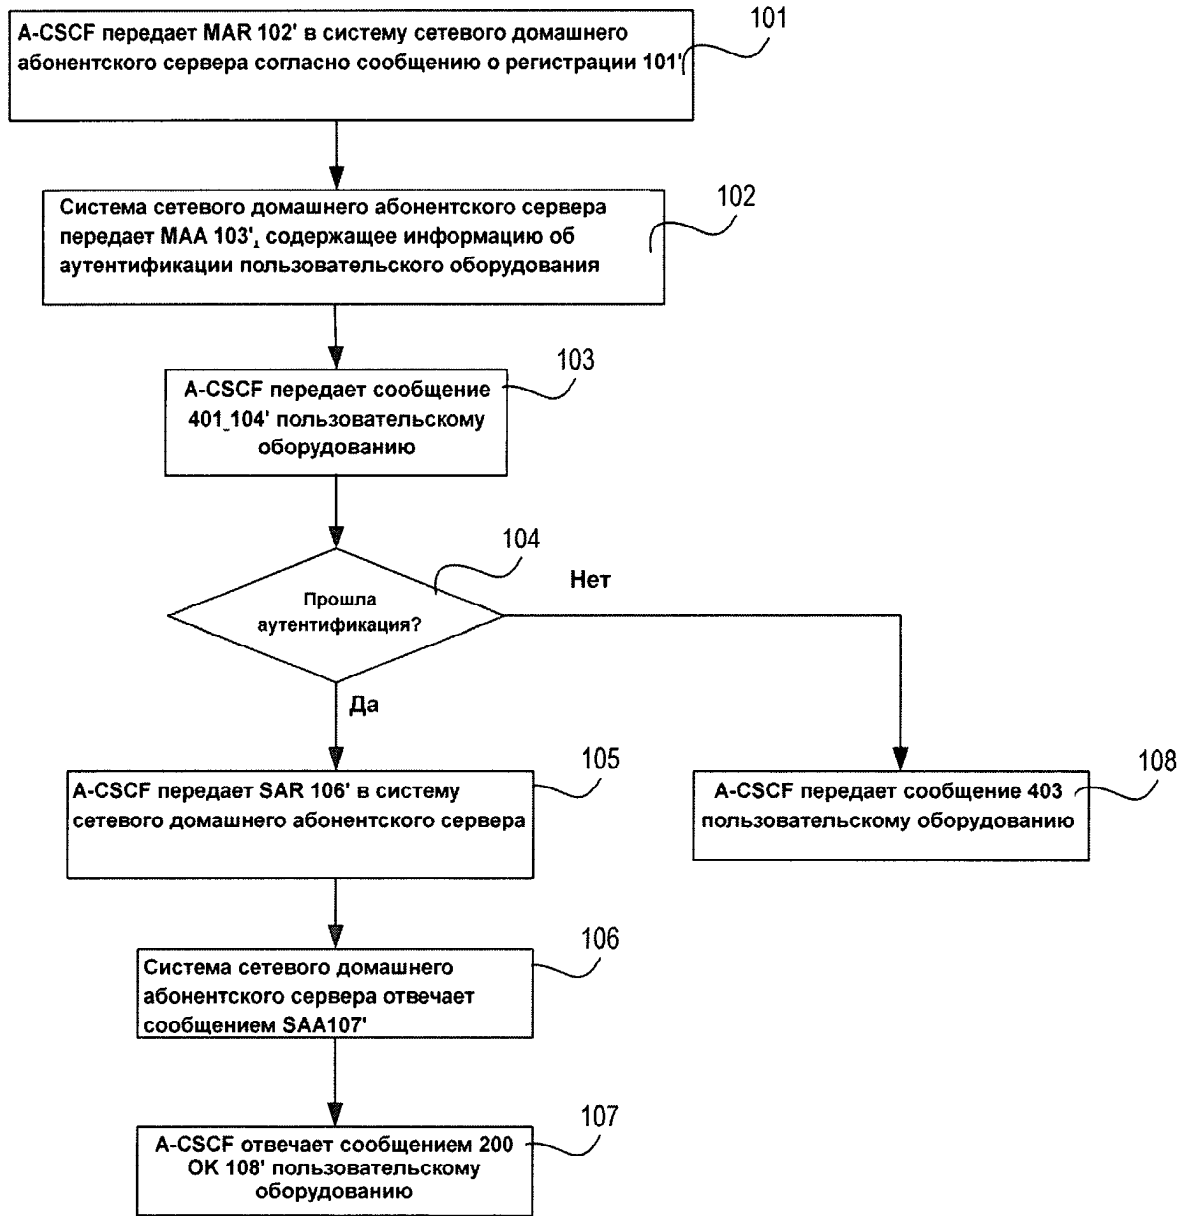 101
A-CSCF передает MAR 102' в систему сетевого домашнего
абонентского сервера согласно сообщению о регистрации 101'
102
Система сетевого домашнего абонентского сервера
передает MAA 103', содержащее информацию об
аутентификации пользовательского оборудования
103
A-CSCF передает сообщение
401 104' пользовательскому
оборудованию
104
Нет
Прошла
аутентификация?
Да
105
A-CSCF передает SAR 106' в систему
сетевого домашнего абонентского сервера
108
A-CSCF передает сообщение 403
пользовательскому оборудованию
106
Система сетевого домашнего
абонентского сервера отвечает
сообщением SAA107'
107
A-CSCF отвечает сообщением 200
OK 108' пользовательскому
оборудованию